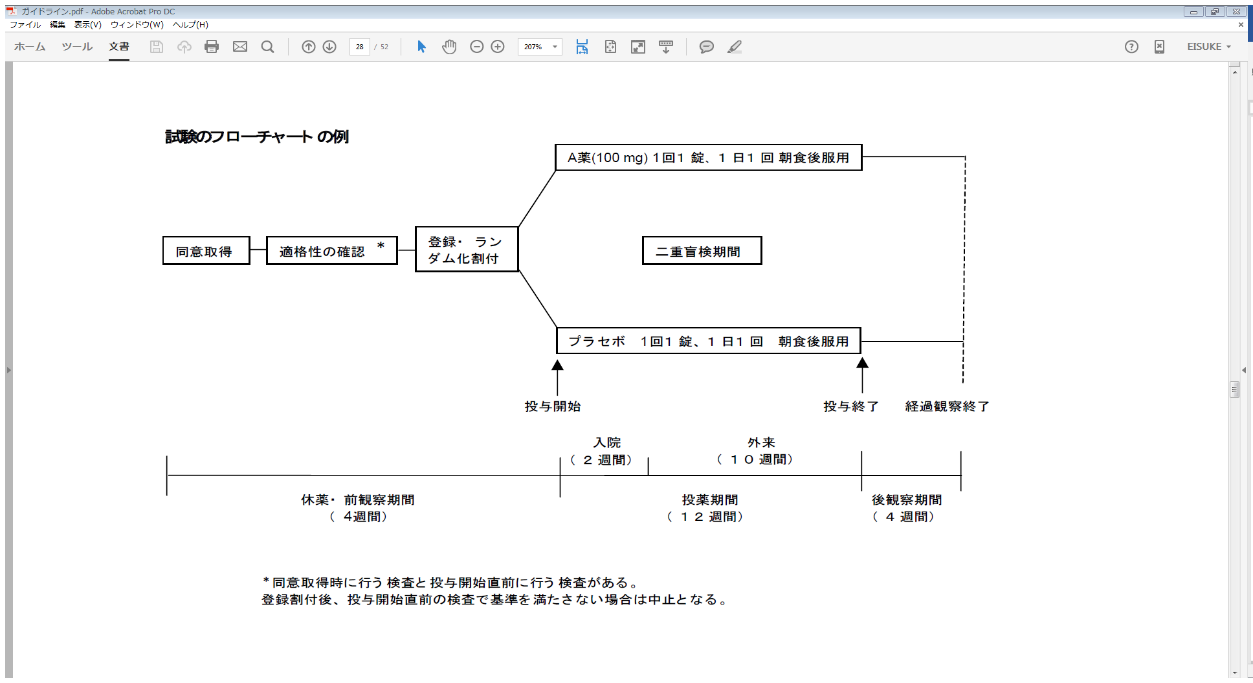 ガイドライン.pdf - Adobe Acrobat Pro DC
ファイル 編集 表示(V) ウィンドウ(W) ヘルプ(H)
ホーム ツール 文書 28 / 52 207% EISUKE
試験のフローチャートの例
A薬(100 mg) 1回1 錠、1 日1 回 朝食後服用
同意取得
適格性の確認 *
登録・ ラン
ダム化割付
二重盲検期間
プラセボ 1回1 錠、1 日1 回 朝食後服用
投与開始 投与終了 経過観察終了
入院 外来
( 2 週間) ( 1 0 週間)
休薬・ 前観察期間 投薬期間 後観察期間
( 4週間) ( 1 2 週間) ( 4 週間)
*同意取得時に行う検査と投与開始直前に行う検査がある。
登録割付後、投与開始直前の検査で基準を満たさない場合は中止となる。